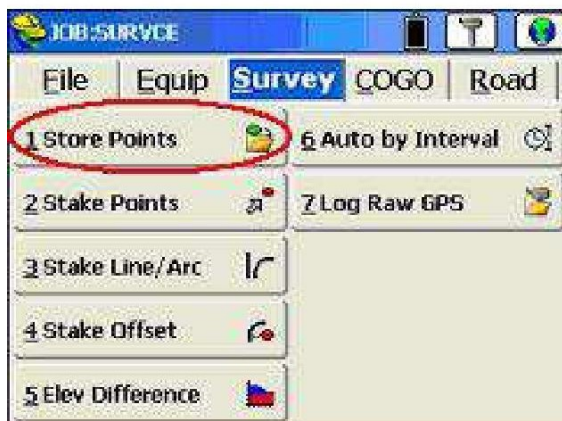 JOB:SURVCE
File Equip Survey COGO Road
1 Store Points
2 Stake Points
3 Stake Line/Arc
4 Stake Offset
5 Elev Difference
6 Auto by Interval
7 Log Raw GPS